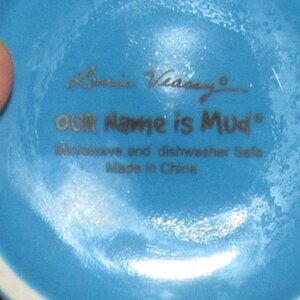 Lorrie Veasey®
OUR Name is Mud®
Microwave and dishwasher Safe
Made in China